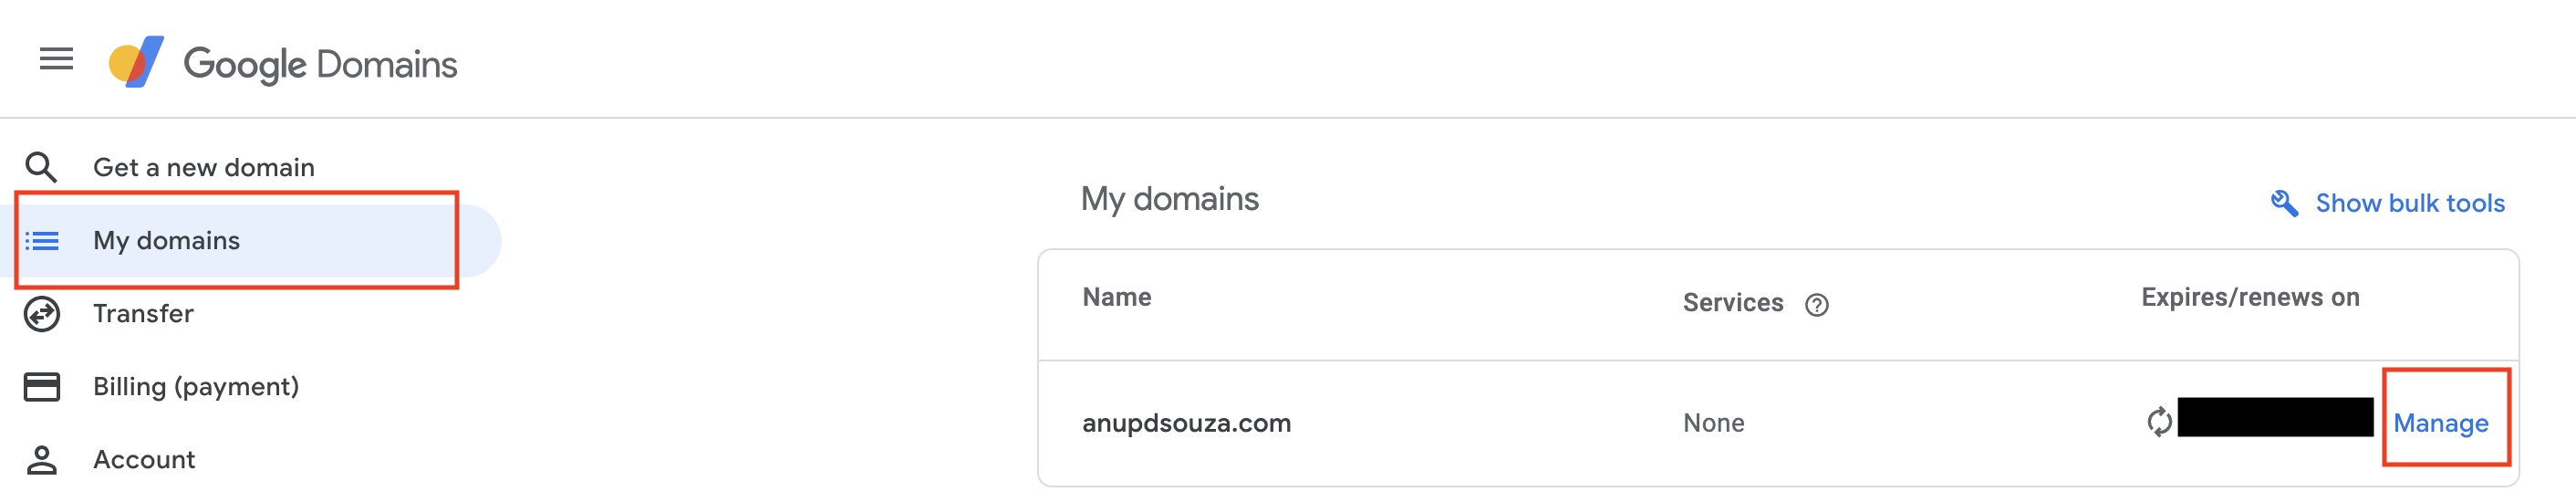 Google Domains
Get a new domain
My domains
Transfer
Billing (payment)
Account
My domains
Show bulk tools
Name Services Expires/renews on
anupdsouza.com None Manage